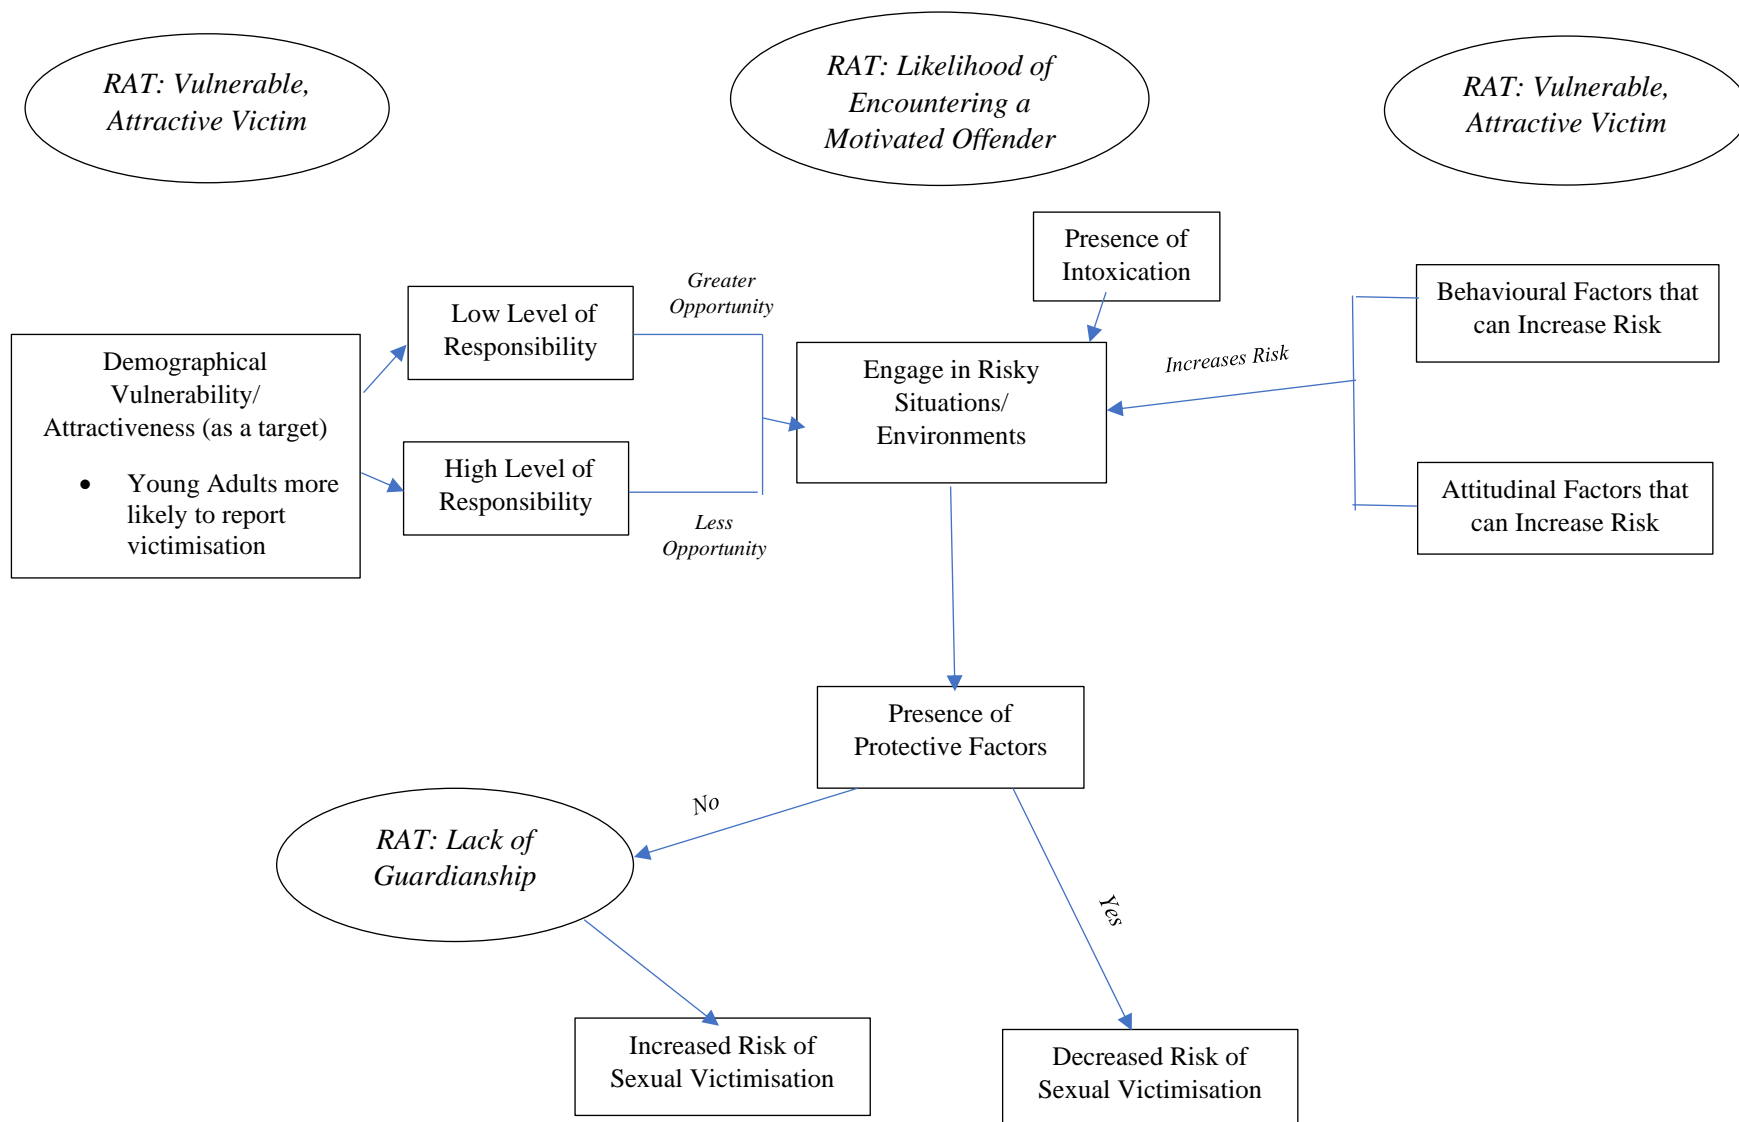 RAT: Vulnerable,
Attractive Victim
RAT: Likelihood of
Encountering a
Motivated Offender
RAT: Vulnerable,
Attractive Victim
Presence of
Intoxication
Greater
Opportunity
Low Level of
Responsibility
Behavioural Factors that
can Increase Risk
Demographical
Vulnerability/
Attractiveness (as a target)
• Young Adults more
likely to report
victimisation
Increases Risk
Engage in Risky
Situations/
Environments
High Level of
Responsibility
Less
Opportunity
Attitudinal Factors that
can Increase Risk
Presence of
Protective Factors
No
RAT: Lack of
Guardianship
Yes
Increased Risk of
Sexual Victimisation
Decreased Risk of
Sexual Victimisation